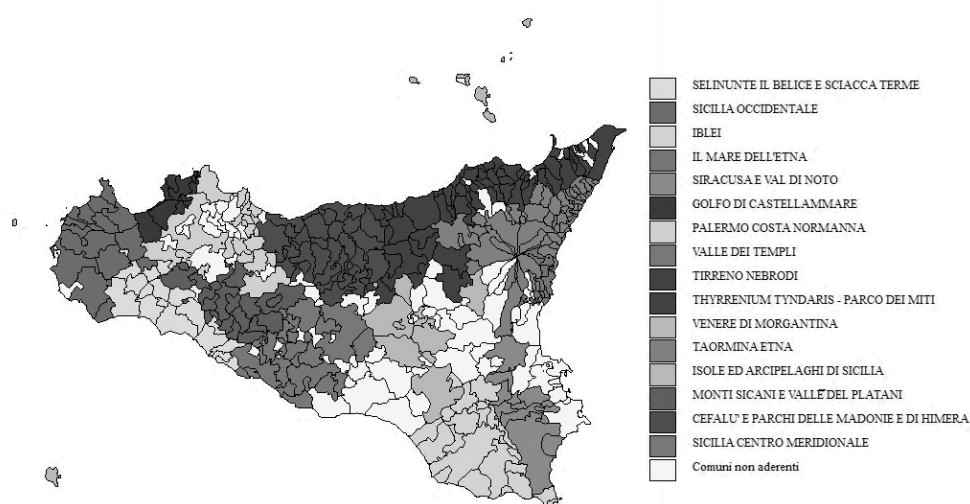 SELINUNTE IL BELICE E SCIACCA TERME
SICILIA OCCIDENTALE
IBLEI
IL MARE DELL'ETNA
SIRACUSA E VAL DI NOTO
GOLFO DI CASTELLAMMARE
PALERMO COSTA NORMANNA
VALLE DEI TEMPLI
TIRRENO NEBRODI
THYRRENIUM TYNDARIS - PARCO DEI MITI
VENERE DI MORGANTINA
TAORMINA ETNA
ISOLE ED ARCIPELAGHI DI SICILIA
MONTI SICANI E VALLE DEL PLATANI
CEFALU' E PARCHI DELLE MADONIE E DI HIMERA
SICILIA CENTRO MERIDIONALE
Comuni non aderenti